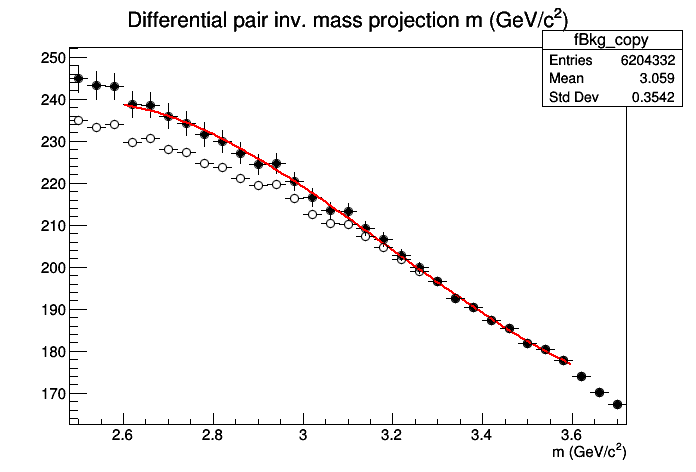 Differential pair inv. mass projection m (GeV/c²)
fBkg_copy
Entries 6204332
Mean 3.059
Std Dev 0.3542
250
240
230
220
210
200
190
180
170
2.6 2.8 3 3.2 3.4 3.6
m (GeV/c²)